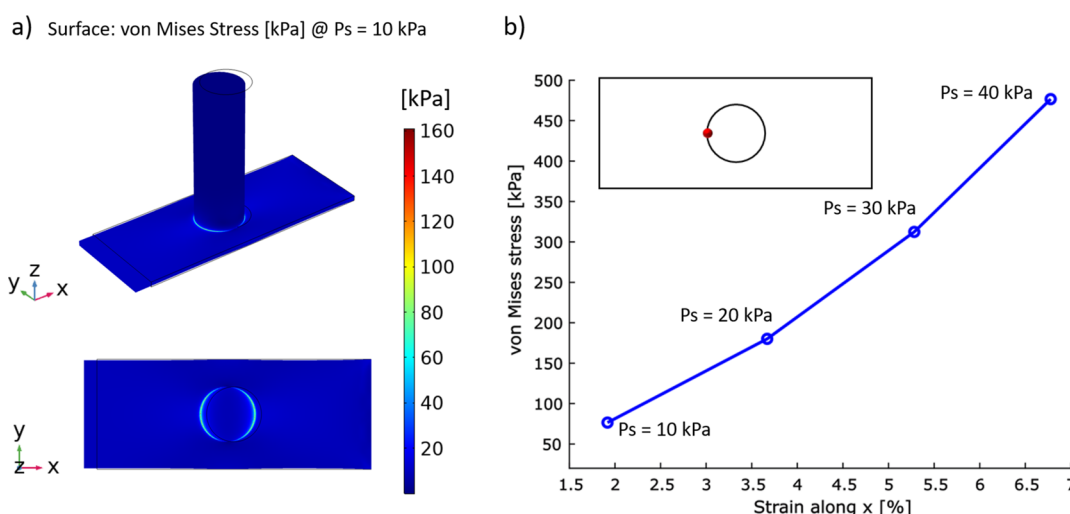 a) Surface: von Mises Stress [kPa] @ Ps = 10 kPa
[kPa]
160
140
120
100
80
60
40
20
z
y
x
y
z
x
b)
500
450
400
350
300
250
200
150
100
50
von Mises stress [kPa]
Ps = 40 kPa
Ps = 30 kPa
Ps = 20 kPa
Ps = 10 kPa
1.5 2 2.5 3 3.5 4 4.5 5 5.5 6 6.5 7
Strain along x [%]